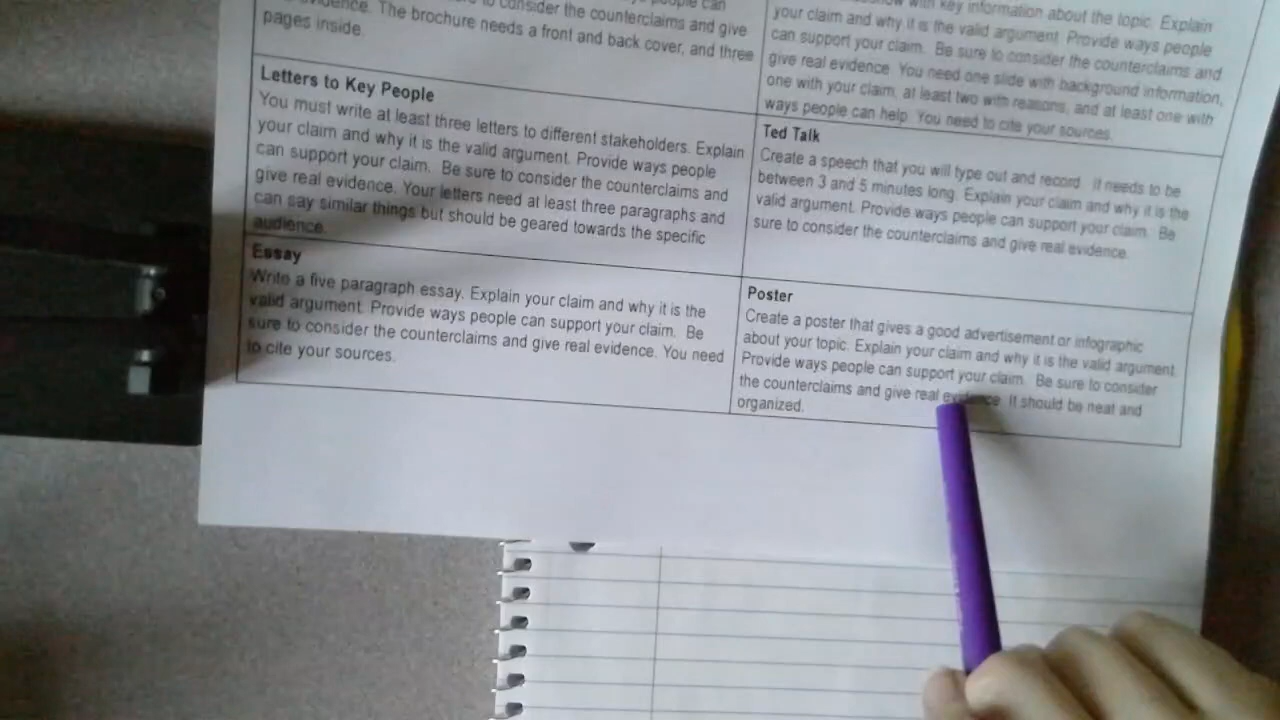 people can
to consider the counterclaims and give
evidence. The brochure needs a front and back cover, and three
pages inside.
with key information about the topic. Explain
your claim and why it is the valid argument. Provide ways people
can support your claim. Be sure to consider the counterclaims and
give real evidence. You need one slide with background information,
one with your claim, at least two with reasons, and at least one with
ways people can help. You need to cite your sources.
Letters to Key People
You must write at least three letters to different stakeholders. Explain
your claim and why it is the valid argument. Provide ways people
can support your claim. Be sure to consider the counterclaims and
give real evidence. Your letters need at least three paragraphs and
can say similar things but should be geared towards the specific
audience.
Ted Talk
Create a speech that you will type out and record. It needs to be
between 3 and 5 minutes long. Explain your claim and why it is the
valid argument. Provide ways people can support your claim. Be
sure to consider the counterclaims and give real evidence.
Essay
Write a five paragraph essay. Explain your claim and why it is the
valid argument. Provide ways people can support your claim. Be
sure to consider the counterclaims and give real evidence. You need
to cite your sources.
Poster
Create a poster that gives a good advertisement or infographic
about your topic. Explain your claim and why it is the valid argument.
Provide ways people can support your claim. Be sure to consider
the counterclaims and give real evidence. It should be neat and
organized.